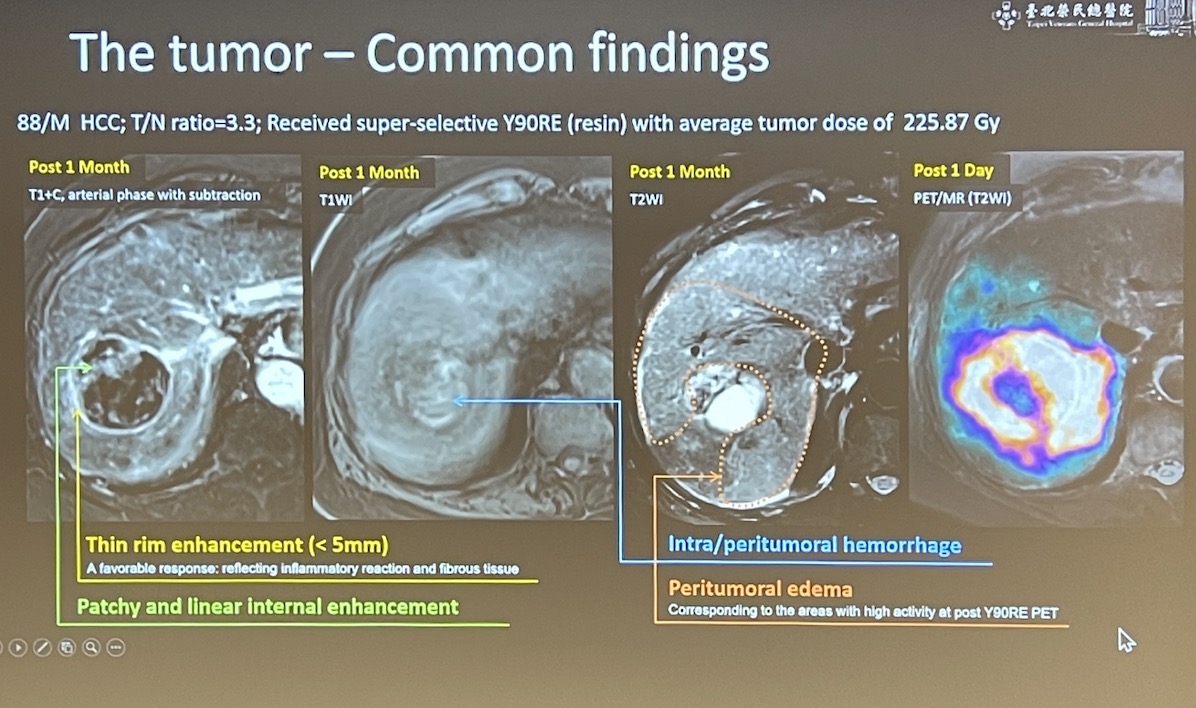 臺北榮民總醫院
Taipei Veterans General Hospital
The tumor – Common findings
88/M HCC; T/N ratio=3.3; Received super-selective Y90RE (resin) with average tumor dose of 225.87 Gy
Post 1 Month
T1+C, arterial phase with subtraction
Post 1 Month
T1WI
Post 1 Month
T2WI
Post 1 Day
PET/MR (T2WI)
Thin rim enhancement (< 5mm)
A favorable response: reflecting inflammatory reaction and fibrous tissue
Patchy and linear internal enhancement
Intra/peritumoral hemorrhage
Peritumoral edema
Corresponding to the areas with high activity at post Y90RE PET